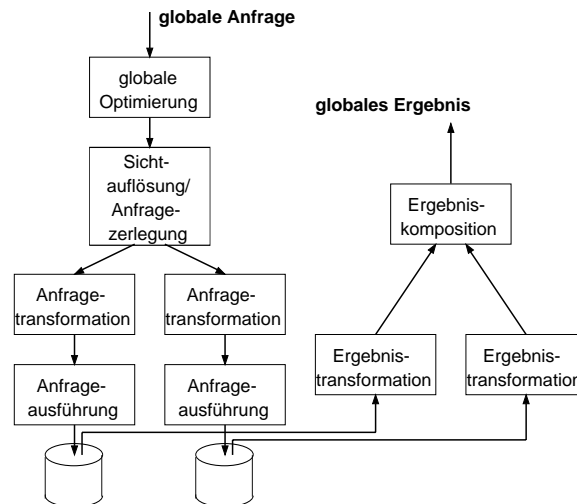 globale Anfrage
globale
Optimierung
globales Ergebnis
Sicht-
auflösung/
Anfrage-
zerlegung
Ergebnis-
komposition
Anfrage-
transformation
Anfrage-
transformation
Ergebnis-
transformation
Ergebnis-
transformation
Anfrage-
ausführung
Anfrage-
ausführung